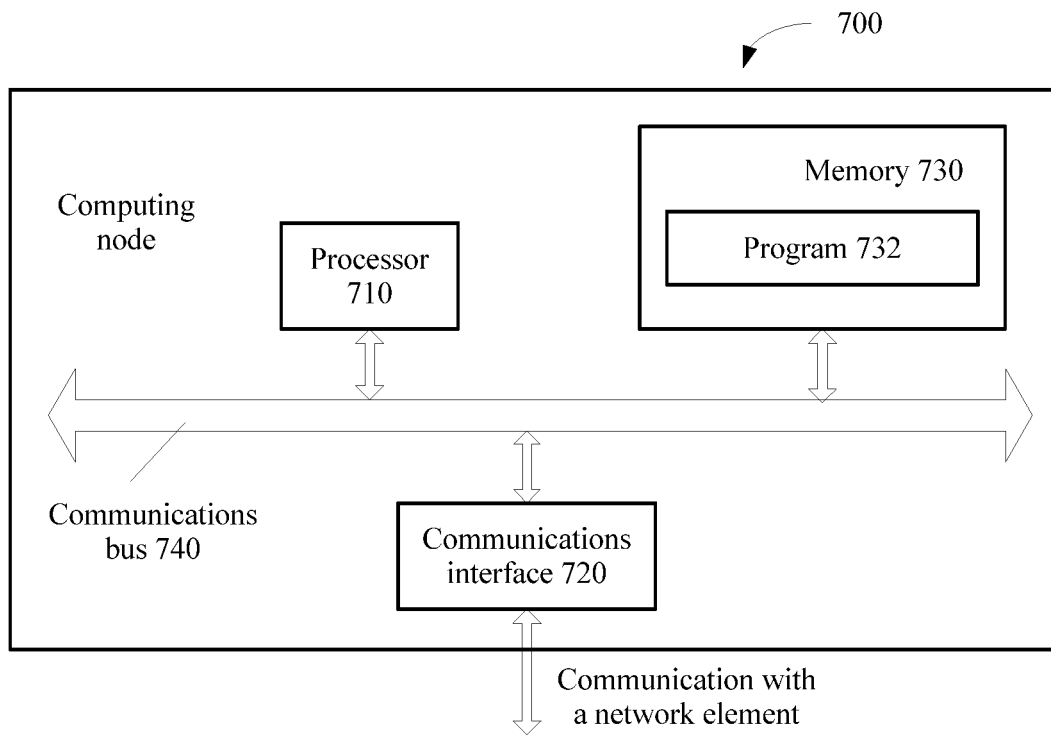 700
Memory 730
Program 732
Computing
node
Processor
710
Communications
bus 740
Communications
interface 720
Communication with
a network element